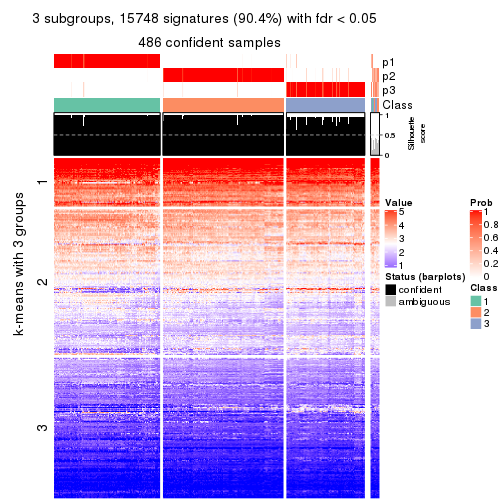 3 subgroups, 15748 signatures (90.4%) with fdr < 0.05
486 confident samples
p1
p2
p3
Class
1
0.5
0
Silhouette
score
k-means with 3 groups
1
2
3
Value
5
4
3
2
1
Status (barplots)
confident
ambiguous
Prob
1
0.8
0.6
0.4
0.2
0
Class
1
2
3